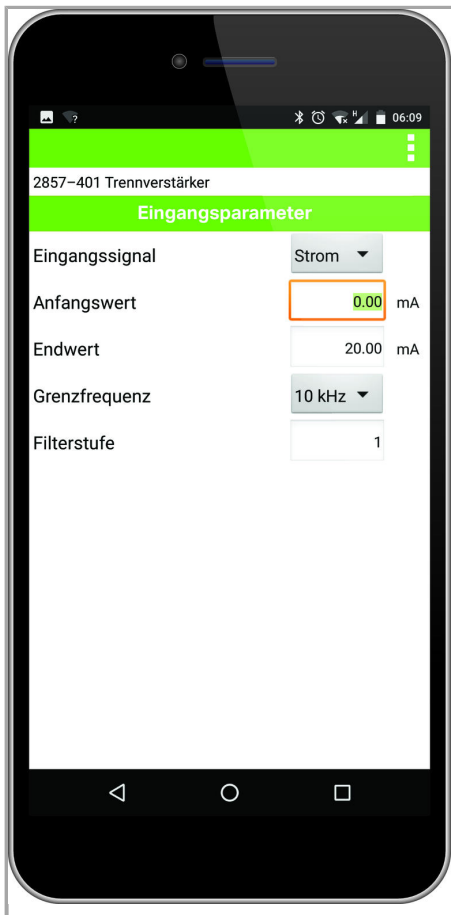 ? H 06:09
2857–401 Trennverstärker
Eingangsparameter
Eingangssignal Strom
Anfangswert 0.00 mA
Endwert 20.00 mA
Grenzfrequenz 10 kHz
Filterstufe 1